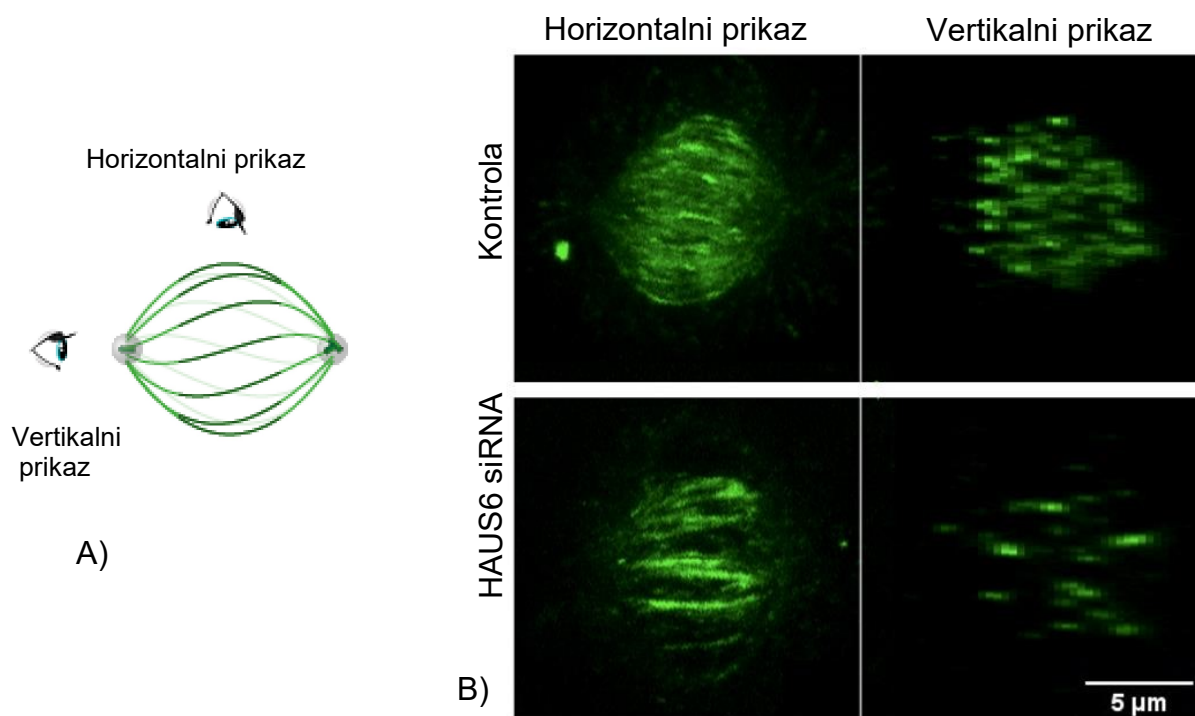 Horizontalni prikaz
Vertikalni prikaz
Horizontalni prikaz
Vertikalni
prikaz
A)
Kontrola
HAUS6 siRNA
B)
5 µm